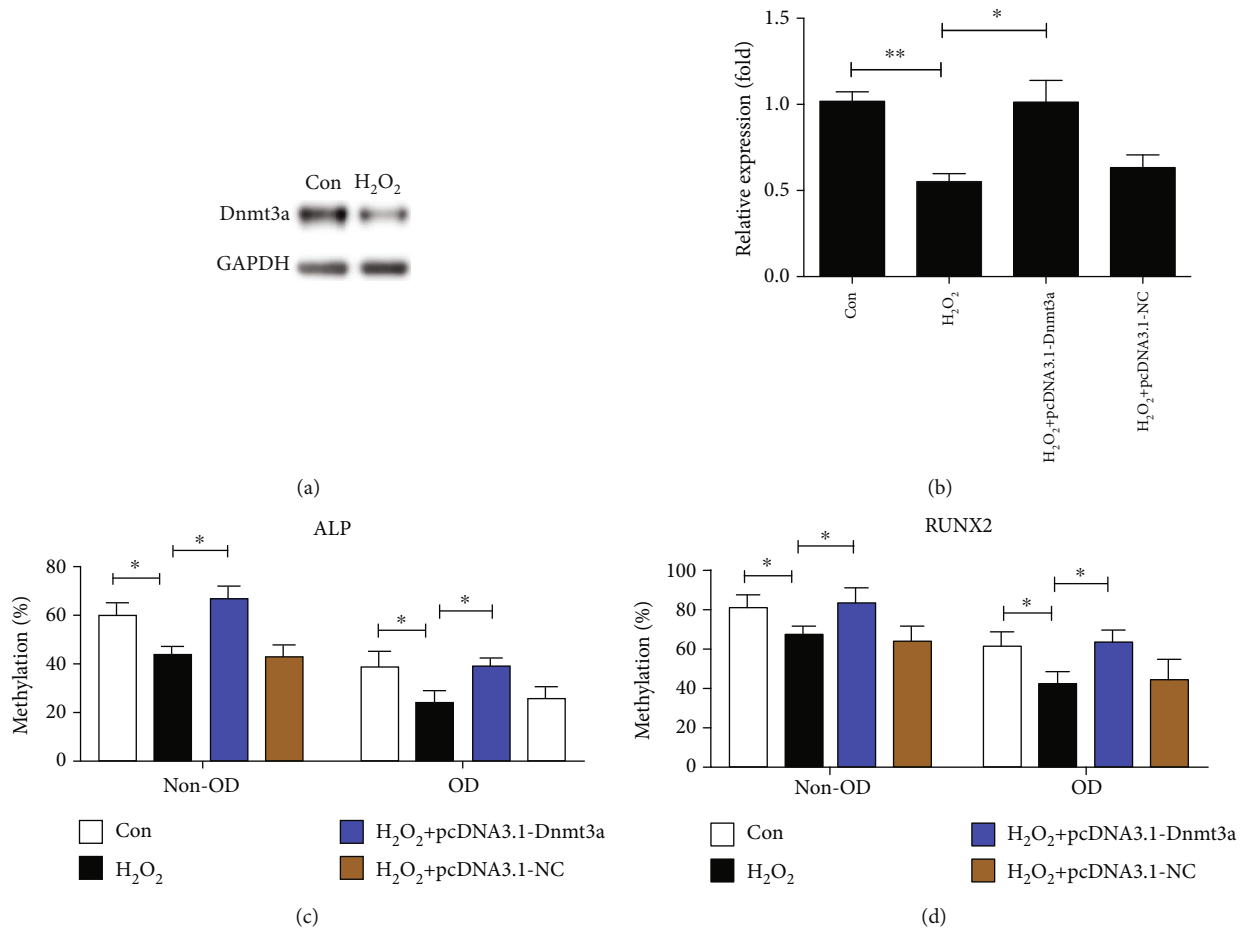 Con H₂O₂
Dnmt3a
GAPDH
(a)
Relative expression (fold)
1.5
1.0
0.5
0.0
**
*
Con
H₂O₂
H₂O₂+pcDNA3.1-Dnmt3a
H₂O₂+pcDNA3.1-NC
(b)
ALP
Methylation (%)
80
60
40
20
0
*
*
*
*
Non-OD OD
Con
H₂O₂
H₂O₂+pcDNA3.1-Dnmt3a
H₂O₂+pcDNA3.1-NC
(c)
RUNX2
Methylation (%)
100
80
60
40
20
0
*
*
*
*
Non-OD OD
Con
H₂O₂
H₂O₂+pcDNA3.1-Dnmt3a
H₂O₂+pcDNA3.1-NC
(d)